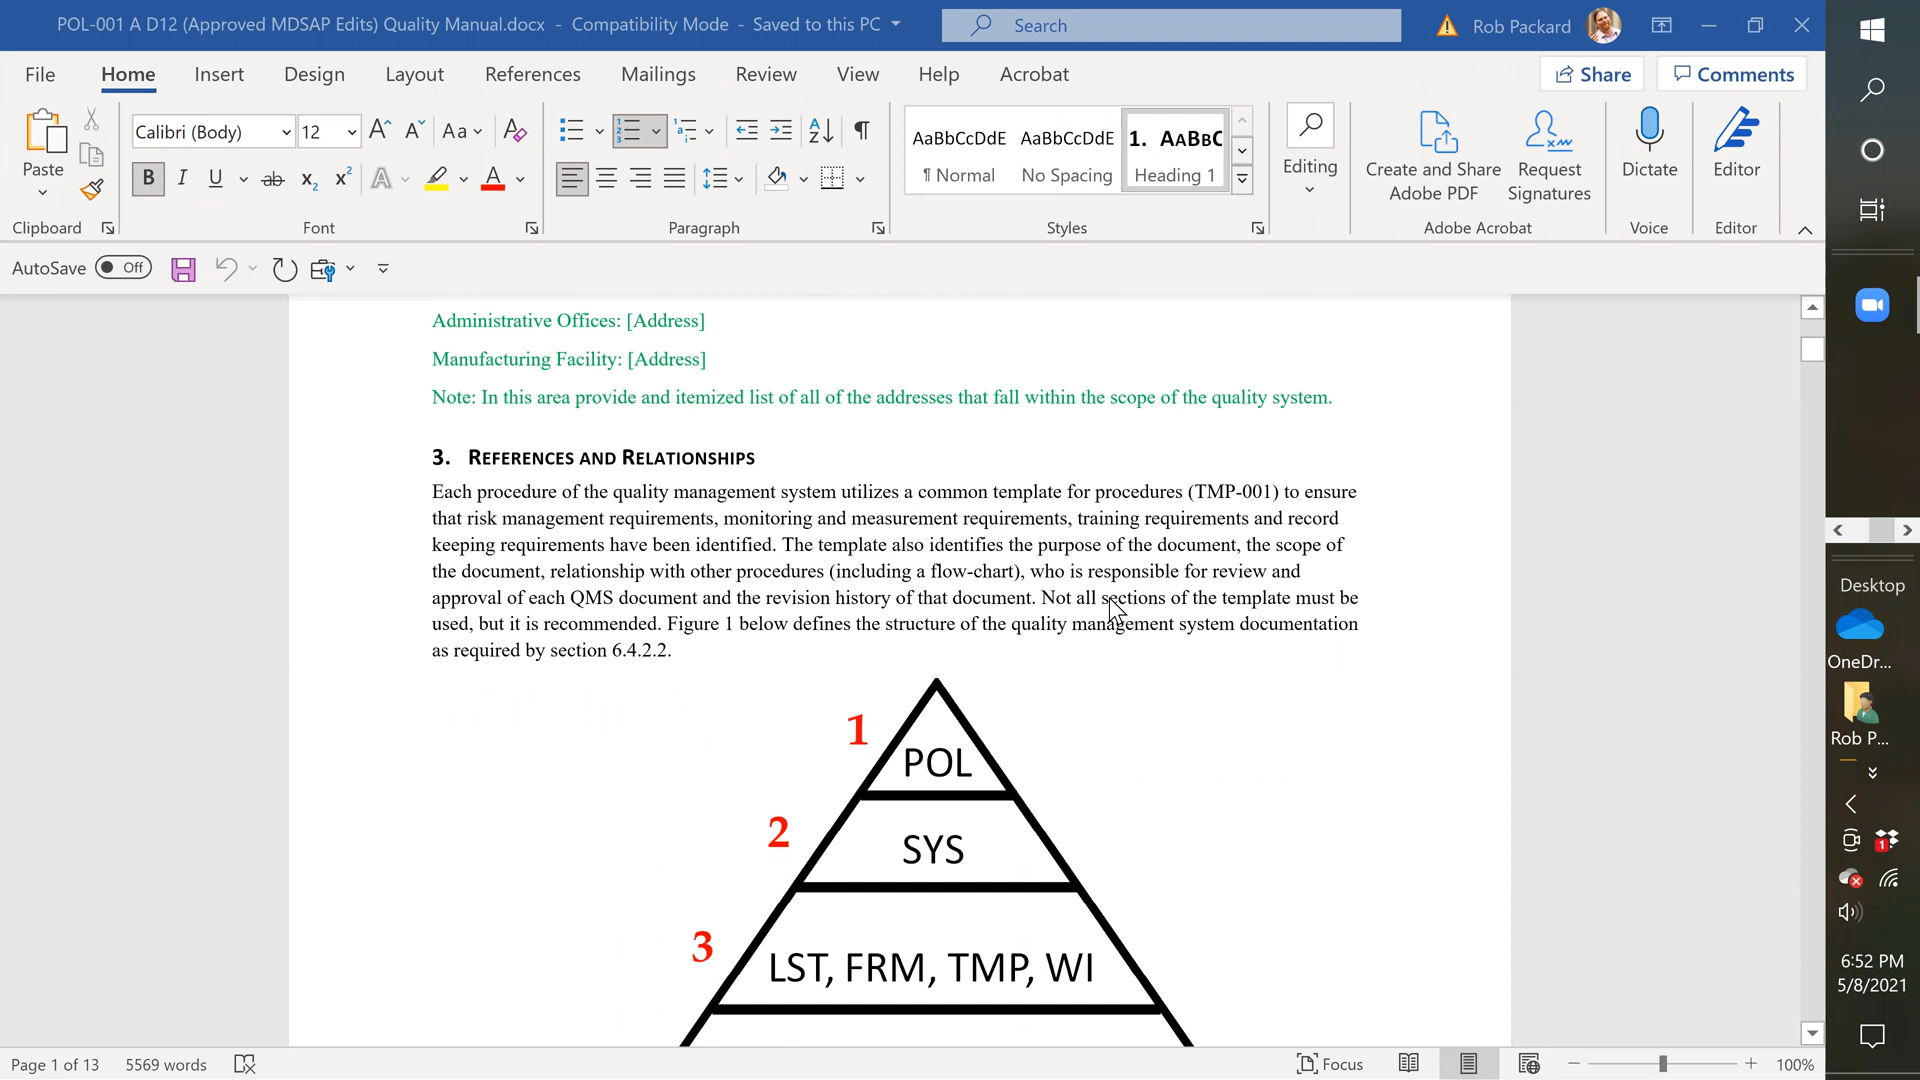 POL-001 A D12 (Approved MDSAP Edits) Quality Manual.docx - Compatibility Mode - Saved to this PC
Search
Rob Packard
File Home Insert Design Layout References Mailings Review View Help Acrobat
Share
Comments
Paste
Calibri (Body) 12
Aa
AaBbCcDdE AaBbCcDdE 1. AABBC
¶ Normal No Spacing Heading 1
Editing
Create and Share
Adobe PDF
Request
Signatures
Dictate
Editor
Clipboard Font Paragraph Styles Adobe Acrobat Voice Editor
AutoSave Off
Administrative Offices: [Address]
Manufacturing Facility: [Address]
Note: In this area provide and itemized list of all of the addresses that fall within the scope of the quality system.
3. REFERENCES AND RELATIONSHIPS
Each procedure of the quality management system utilizes a common template for procedures (TMP-001) to ensure
that risk management requirements, monitoring and measurement requirements, training requirements and record
keeping requirements have been identified. The template also identifies the purpose of the document, the scope of
the document, relationship with other procedures (including a flow-chart), who is responsible for review and
approval of each QMS document and the revision history of that document. Not all sections of the template must be
used, but it is recommended. Figure 1 below defines the structure of the quality management system documentation
as required by section 6.4.2.2.
1
POL
2
SYS
3
LST, FRM, TMP, WI
Desktop
OneDr...
Rob P...
1
6:52 PM
5/8/2021
Page 1 of 13 5569 words
Focus
100%